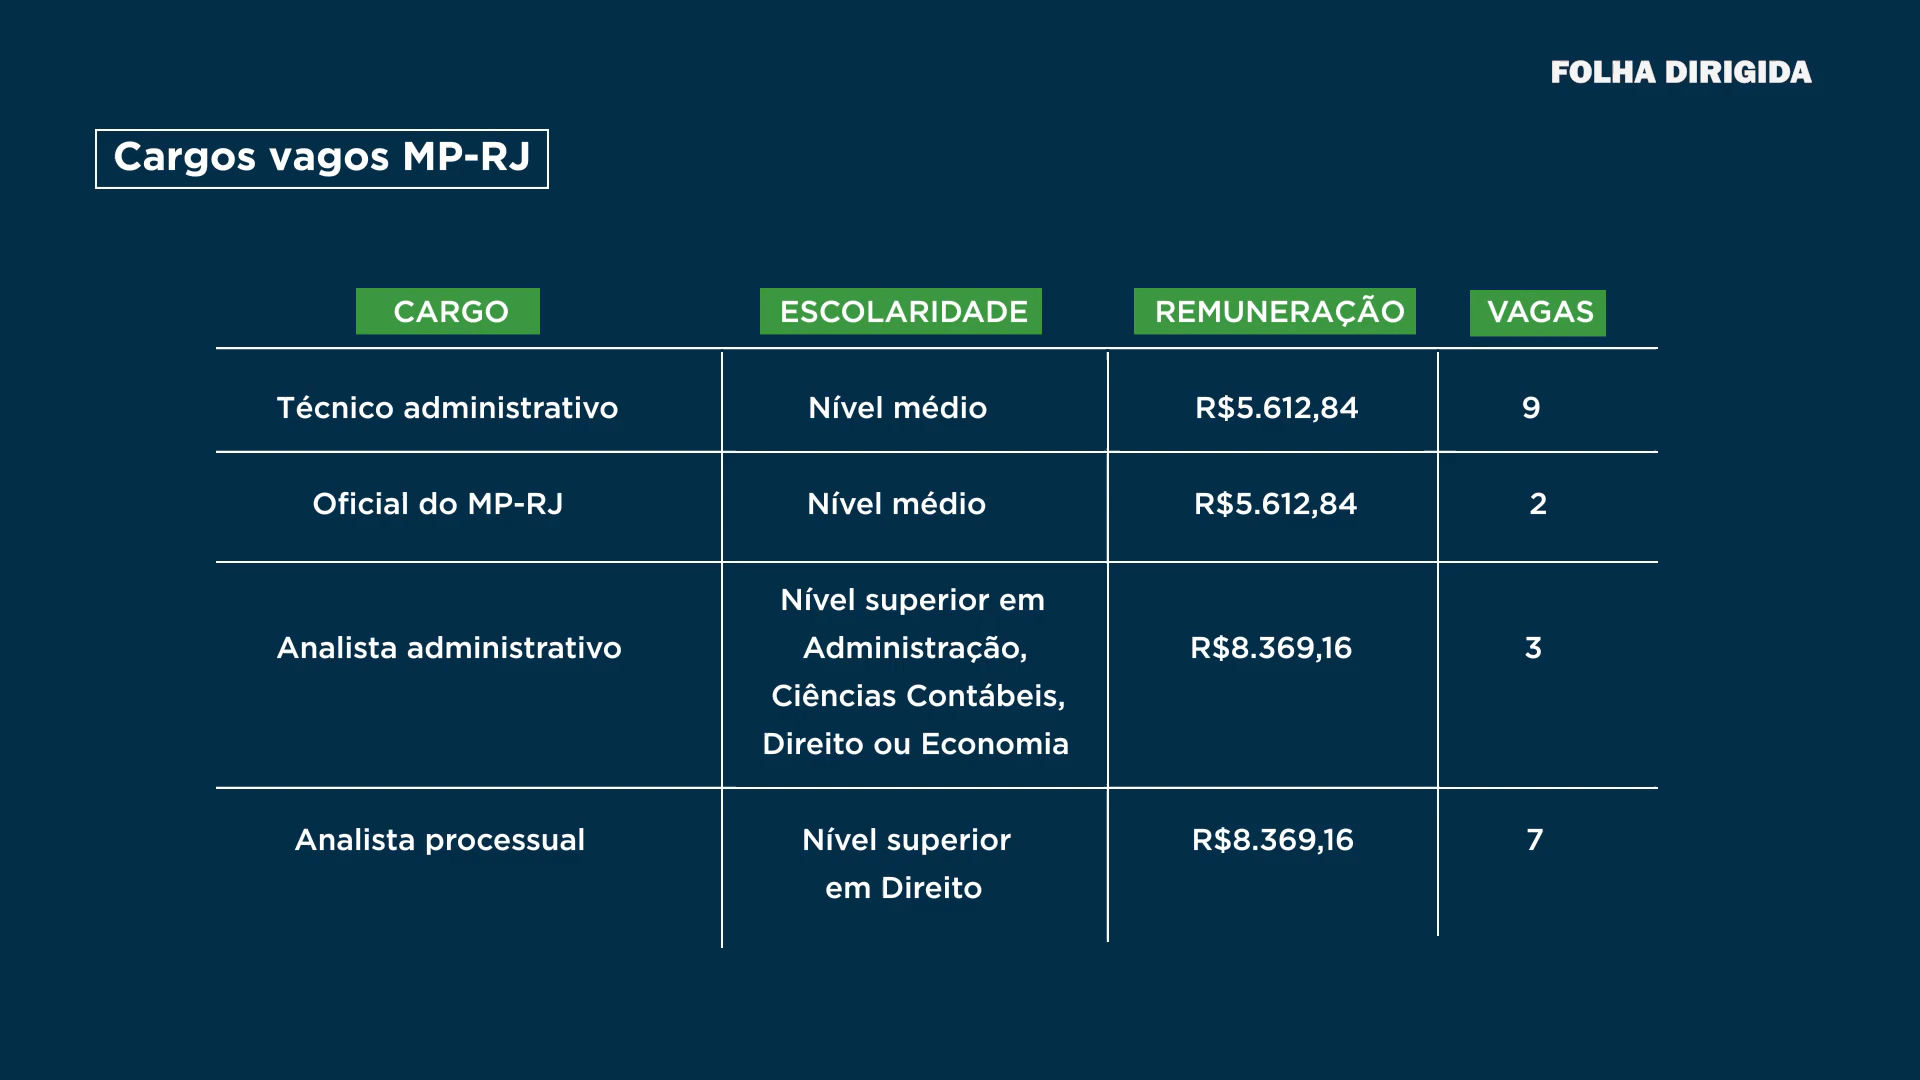 FOLHA DIRIGIDA
Cargos vagos MP-RJ
CARGO ESCOLARIDADE REMUNERAÇÃO VAGAS
Técnico administrativo Nível médio R$5.612,84 9
Oficial do MP-RJ Nível médio R$5.612,84 2
Nível superior em
Analista administrativo Administração, R$8.369,16 3
Ciências Contábeis,
Direito ou Economia
Analista processual Nível superior R$8.369,16 7
em Direito